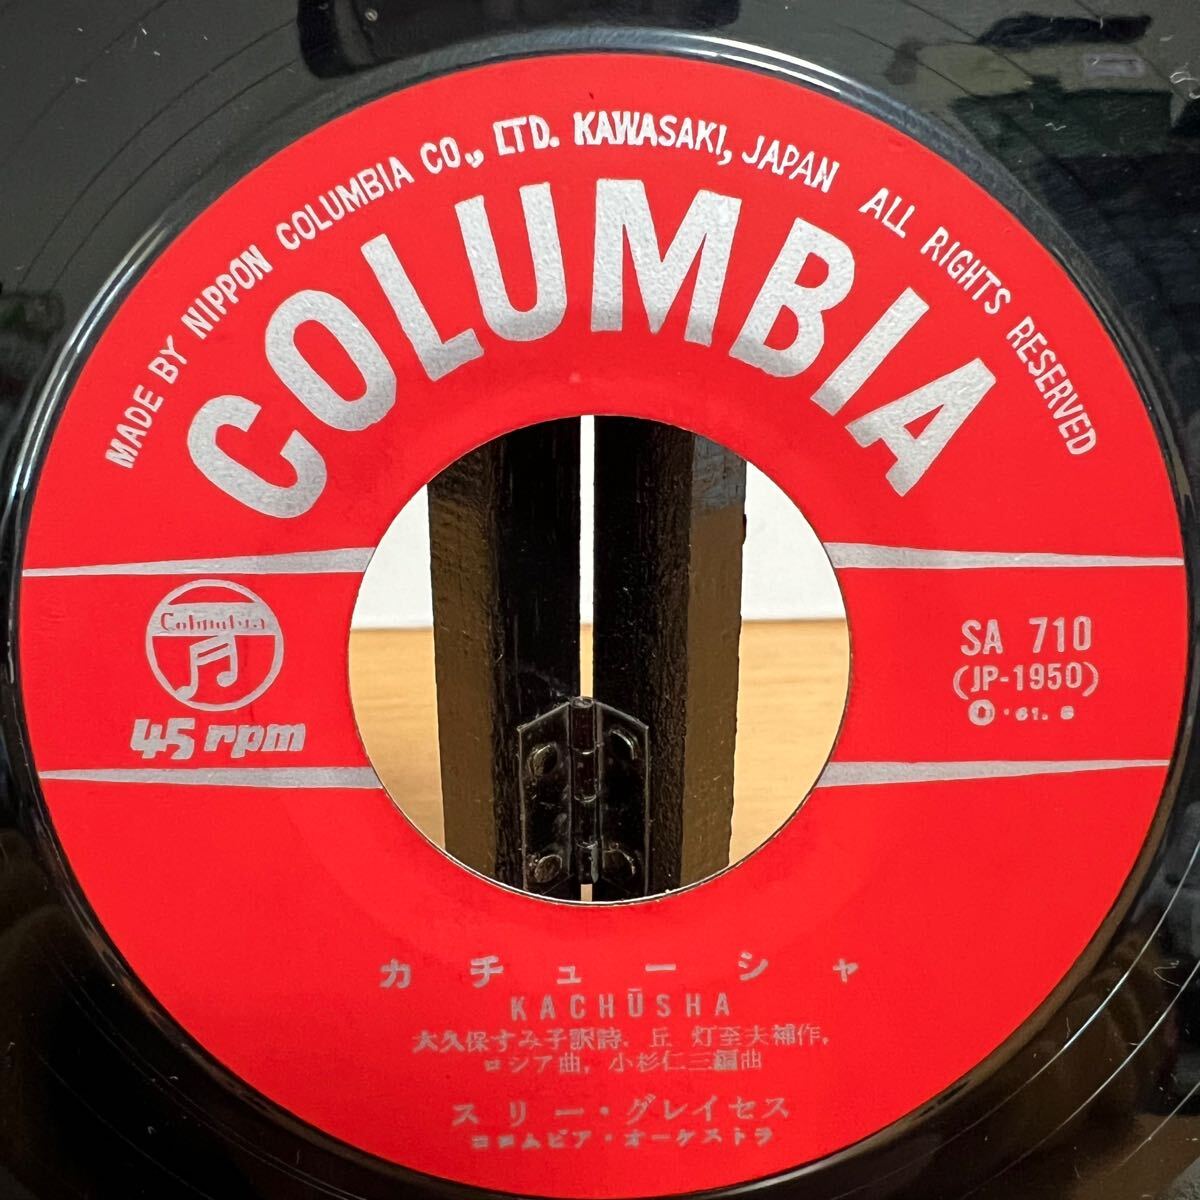 MADE BY NIPPON COLUMBIA CO., LTD. KAWASAKI, JAPAN ALL RIGHTS RESERVED
COLUMBIA
Columbia
45 rpm
SA 710
(JP-1950)
'61. 8
カチューシャ
KACHŪSHA
大久保すみ子訳詩. 丘 灯至夫補作.
ロシア曲, 小杉仁三編曲
スリー・グレイセス
コロムビア・オーケストラ